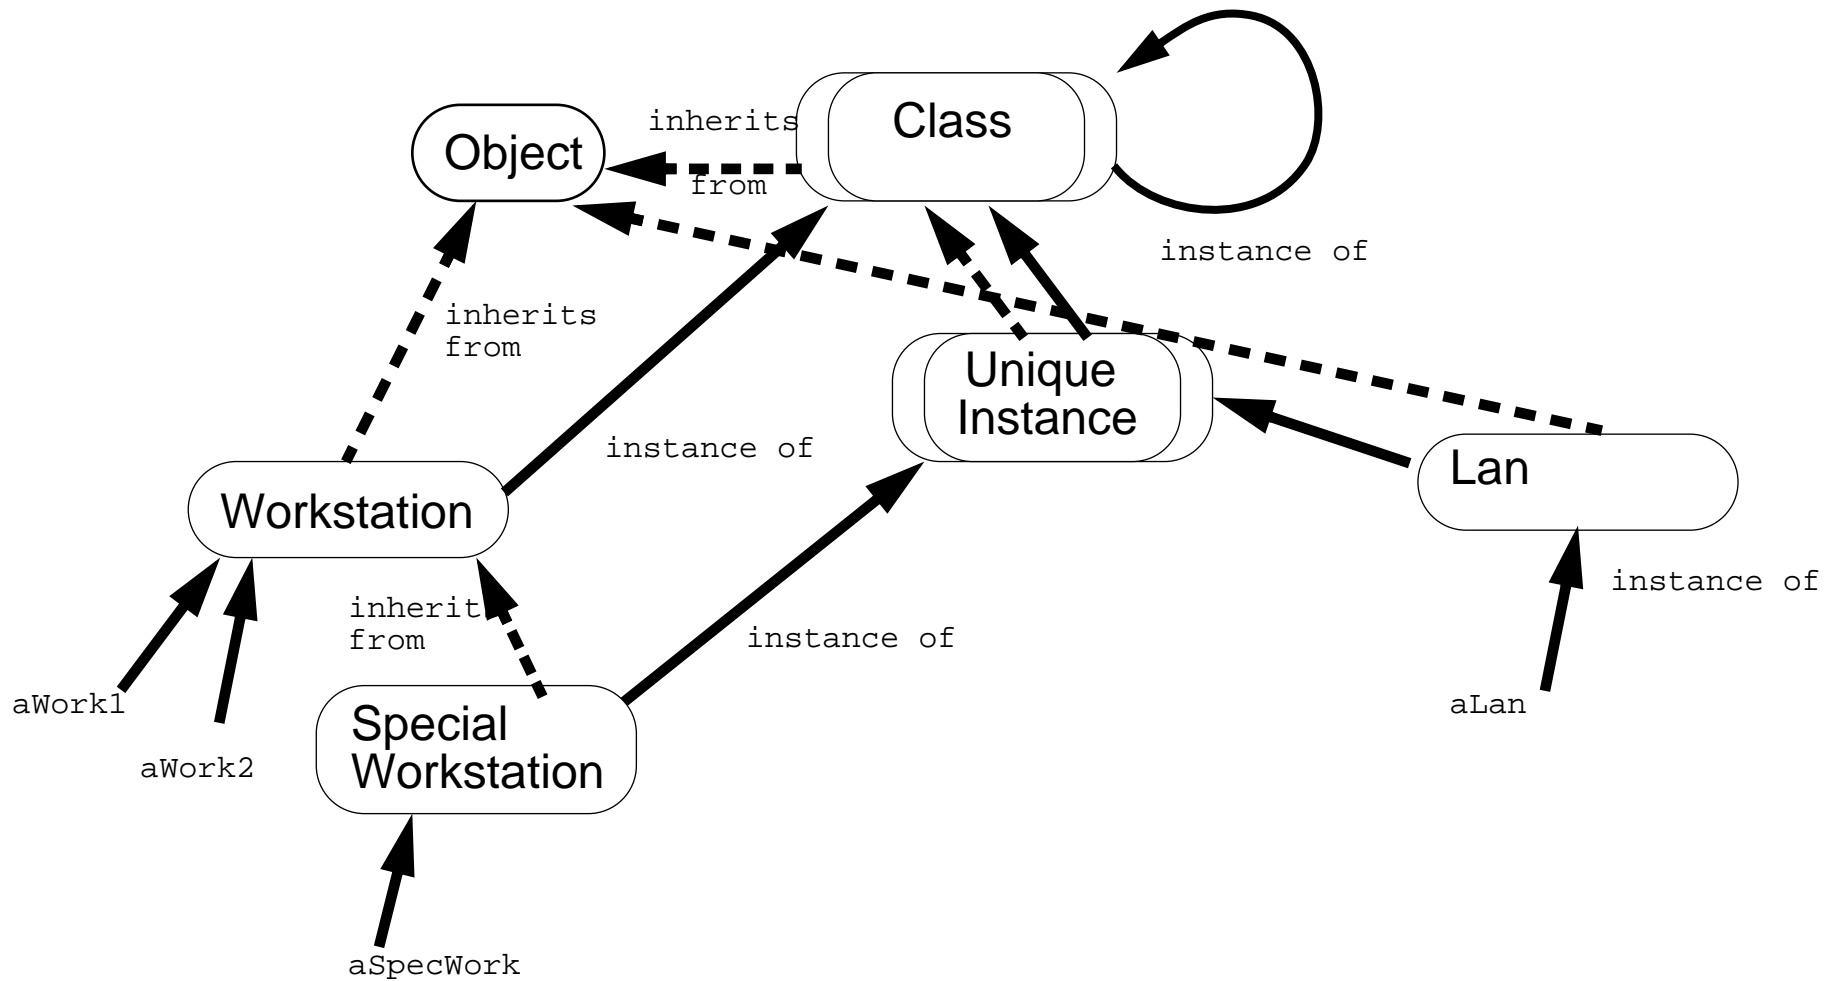 Class
inherits
Object
from
instance of
inherits
from
Unique
Instance
instance of
Lan
Workstation
instance of
inherit
from
instance of
aWork1
aLan
Special
Workstation
aWork2
aSpecWork